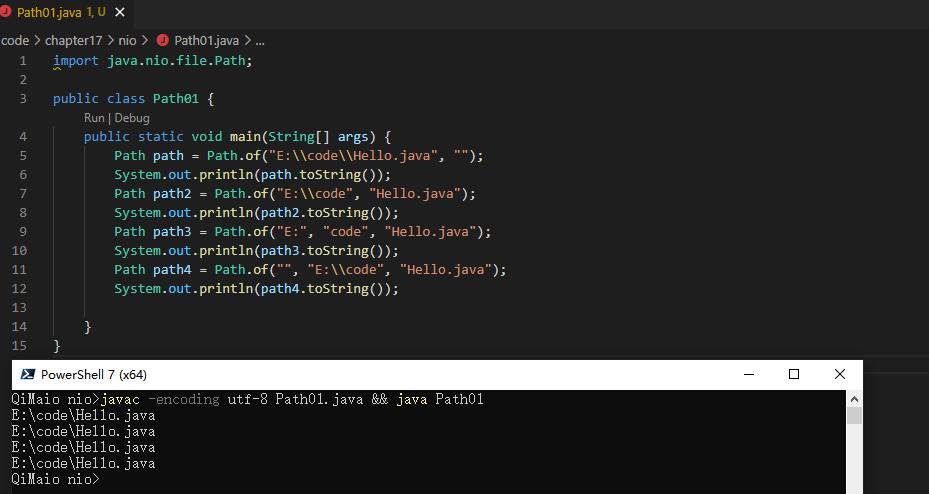 Path01.java 1, U
code > chapter17 > nio > Path01.java > ...
1 import java.nio.file.Path;
2
3 public class Path01 {
Run | Debug
4 public static void main(String[] args) {
5 Path path = Path.of("E:\\code\\Hello.java", "");
6 System.out.println(path.toString());
7 Path path2 = Path.of("E:\\code", "Hello.java");
8 System.out.println(path2.toString());
9 Path path3 = Path.of("E:", "code", "Hello.java");
10 System.out.println(path3.toString());
11 Path path4 = Path.of("", "E:\\code", "Hello.java");
12 System.out.println(path4.toString());
13
14 }
15 }
PowerShell 7 (x64)
QiMaio nio>javac -encoding utf-8 Path01.java && java Path01
E:\code\Hello.java
E:\code\Hello.java
E:\code\Hello.java
E:\code\Hello.java
QiMaio nio>